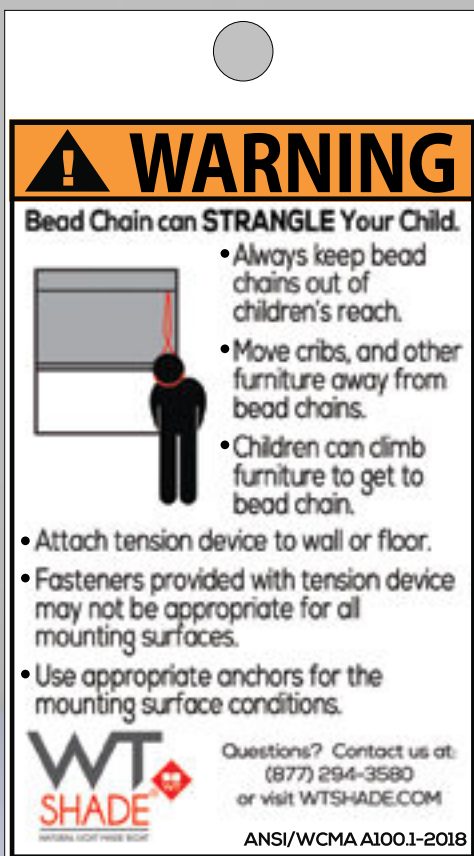 WARNING
Bead Chain can STRANGLE Your Child.
• Always keep bead
chains out of
children's reach.
• Move cribs, and other
furniture away from
bead chains.
• Children can climb
furniture to get to
bead chain.
• Attach tension device to wall or floor.
• Fasteners provided with tension device
may not be appropriate for all
mounting surfaces.
• Use appropriate anchors for the
mounting surface conditions.
WT
SHADE®
NATURAL LIGHT MADE RIGHT
Questions? Contact us at:
(877) 294-3580
or visit WTSHADE.COM
ANSI/WCMA A100.1-2018